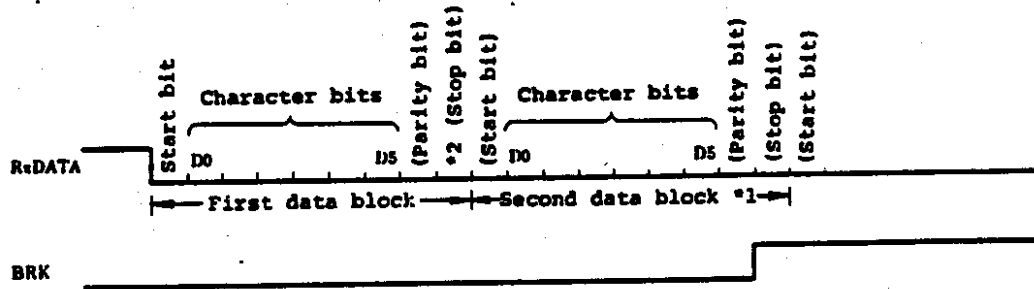 Start bit
Character bits
(Parity bit)
*2 (Stop bit)
(Start bit)
Character bits
(Parity bit)
(Stop bit)
(Start bit)
RxDATA
D0
D5
D0
D5
First data block
Second data block *1
BRK